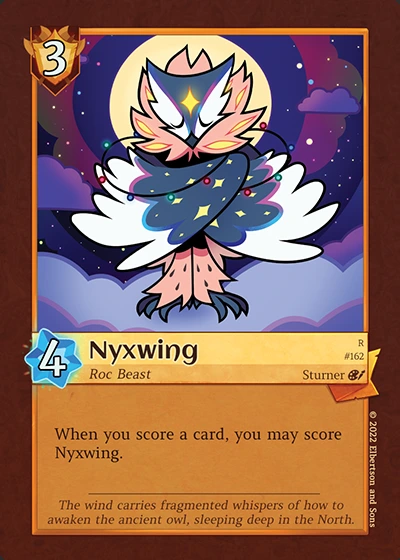 3
4
Nyxwing
R
#162
Roc Beast
Sturner
When you score a card, you may score
Nyxwing.
The wind carries fragmented whispers of how to
awaken the ancient owl, sleeping deep in the North.
© 2022 Elbertson and Sons